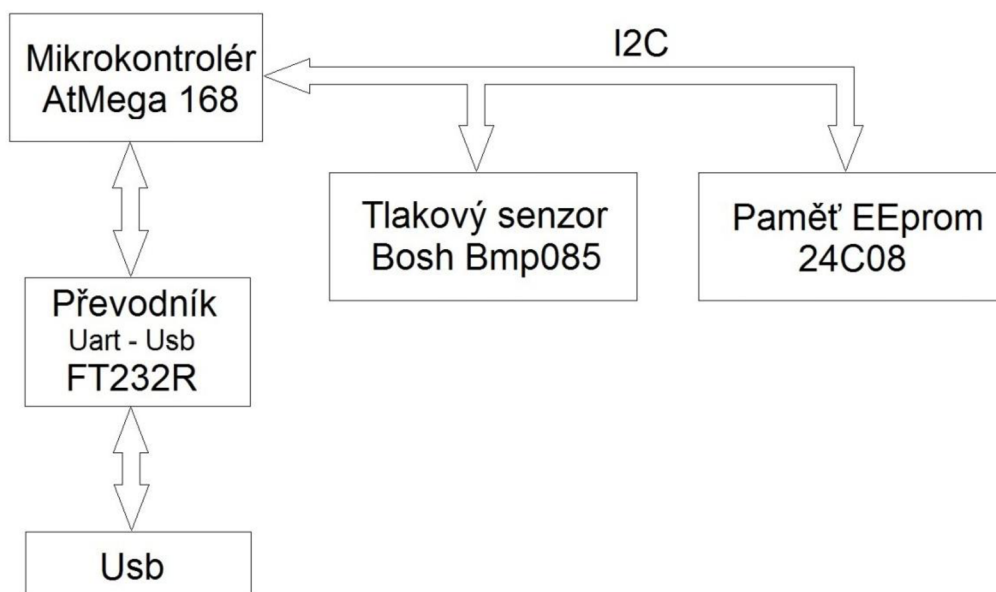 Mikrokontrolér
AtMega 168
I2C
Tlakový senzor
Bosh Bmp085
Paměť EEprom
24C08
Převodník
Uart - Usb
FT232R
Usb